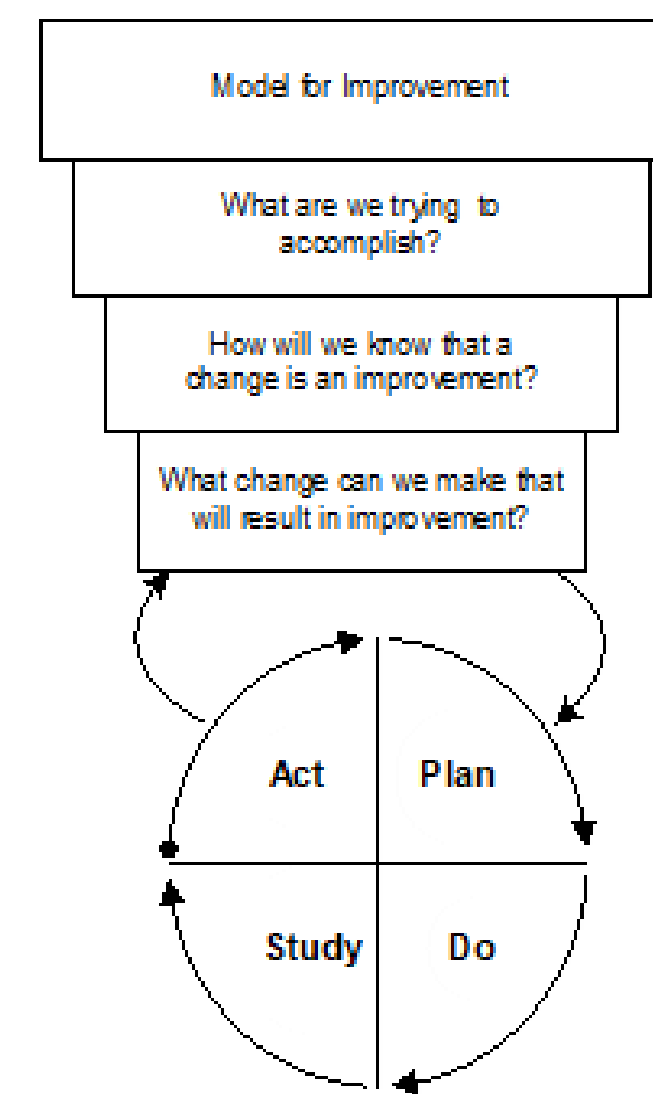 Model for Improvement
What are we trying to
accomplish?
How will we know that a
change is an improvement?
What change can we make that
will result in improvement?
Act
Plan
Study
Do